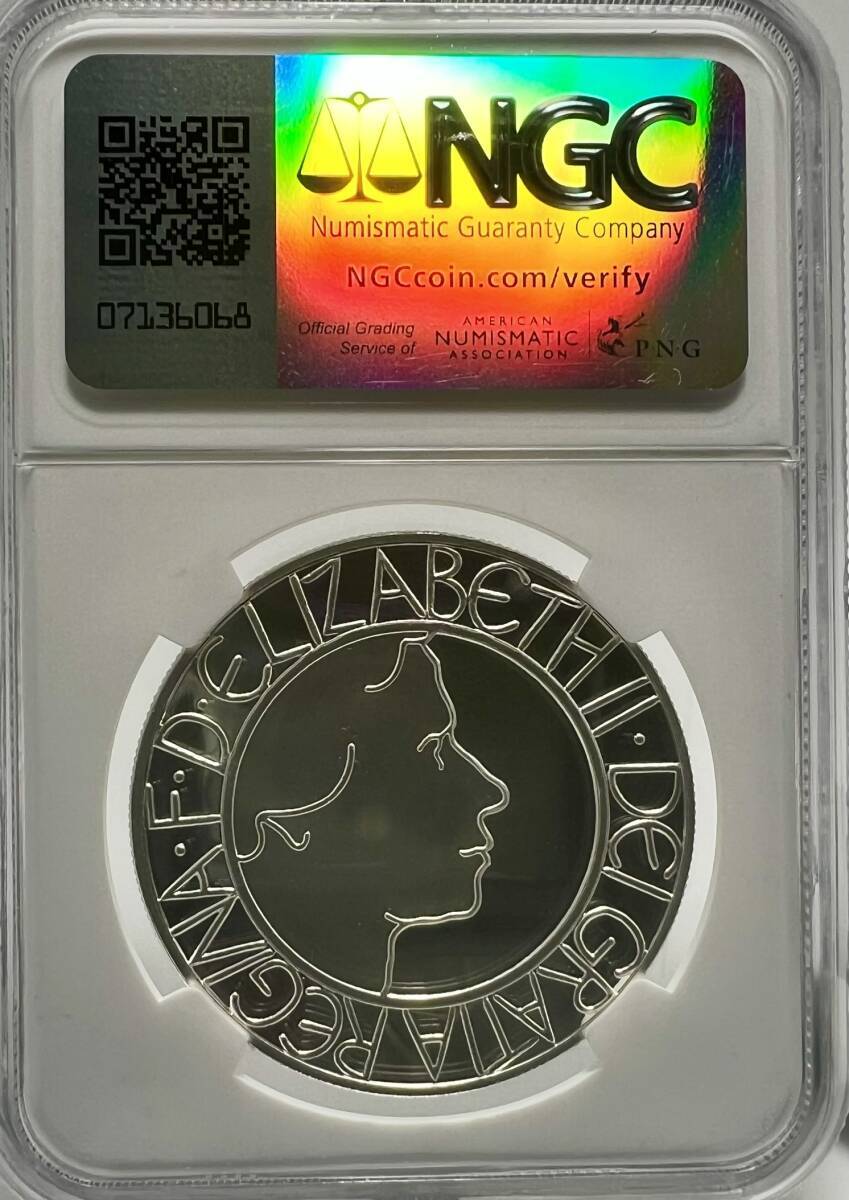 NGC
Numismatic Guaranty Company
NGCcoin.com/verify
07136068
Official Grading
Service of
AMERICAN
NUMISMATIC
ASSOCIATION
PNG
ELIZABETH II · DEI GRATIA REGINA · F · D ·